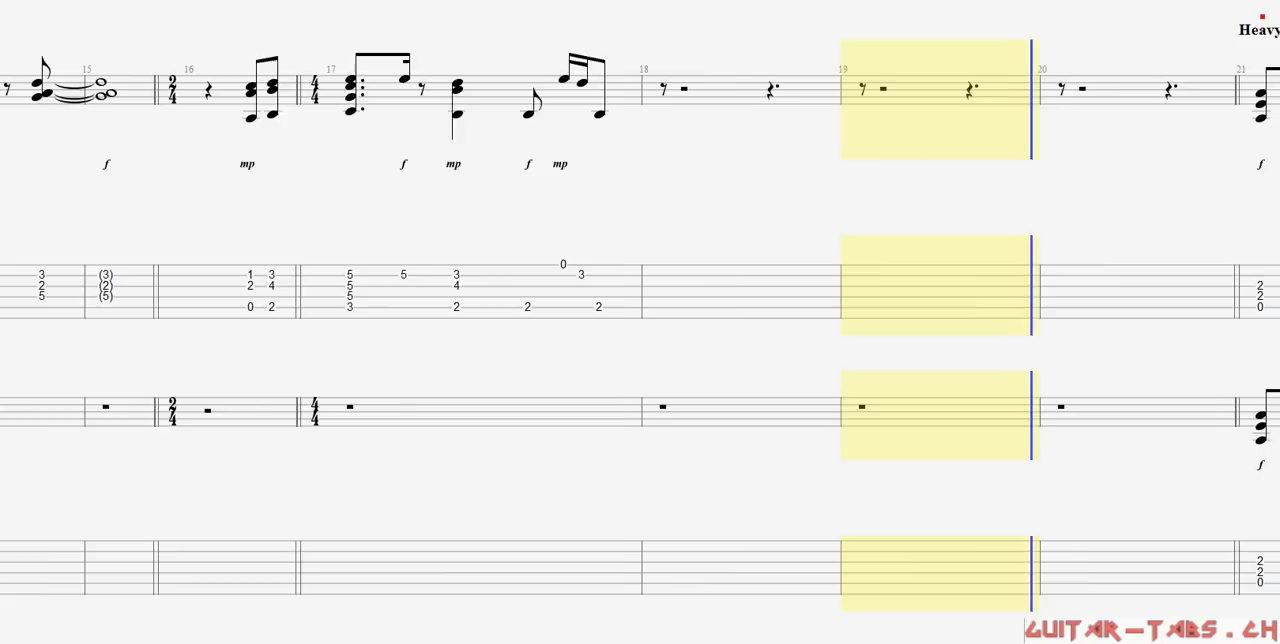 Heavy
15 16 17 18 19 20 21
2 4 4 4
f mp f mp f mp f
0
3 (3) 1 3 5 5 3 3
2 (2) 2 4 5 4 2
5 (5) 5 2
0 2 3 2 2 2 0
2 4 4 4
f
2
2
0
GUITAR-TABS.CH